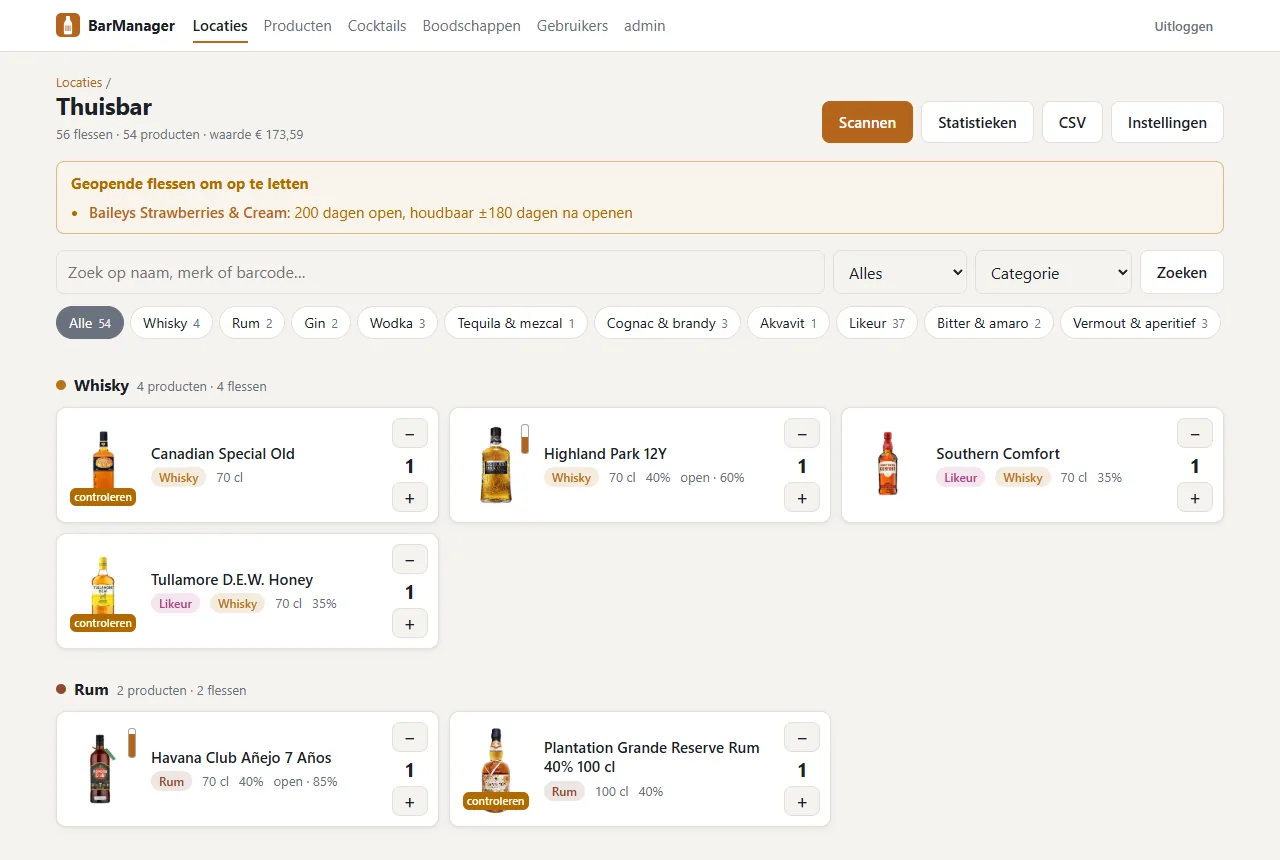 BarManager Locaties Producten Cocktails Boodschappen Gebruikers admin Uitloggen
Locaties /
Thuisbar
56 flessen · 54 producten · waarde € 173,59
Scannen Statistieken CSV Instellingen
Geopende flessen om op te letten
• Baileys Strawberries & Cream: 200 dagen open, houdbaar ±180 dagen na openen
Zoek op naam, merk of barcode... Alles Categorie Zoeken
Alle 54 Whisky 4 Rum 2 Gin 2 Wodka 3 Tequila & mezcal 1 Cognac & brandy 3 Akvavit 1 Likeur 37 Bitter & amaro 2 Vermout & aperitief 3
Whisky 4 producten · 4 flessen
Canadian Special Old
Whisky 70 cl
controleren
− 1 +
Highland Park 12Y
Whisky 70 cl 40% open · 60%
− 1 +
Southern Comfort
Likeur Whisky 70 cl 35%
− 1 +
Tullamore D.E.W. Honey
Likeur Whisky 70 cl 35%
controleren
− 1 +
Rum 2 producten · 2 flessen
Havana Club Añejo 7 Años
Rum 70 cl 40% open · 85%
− 1 +
Plantation Grande Reserve Rum
40% 100 cl
Rum 100 cl 40%
controleren
− 1 +